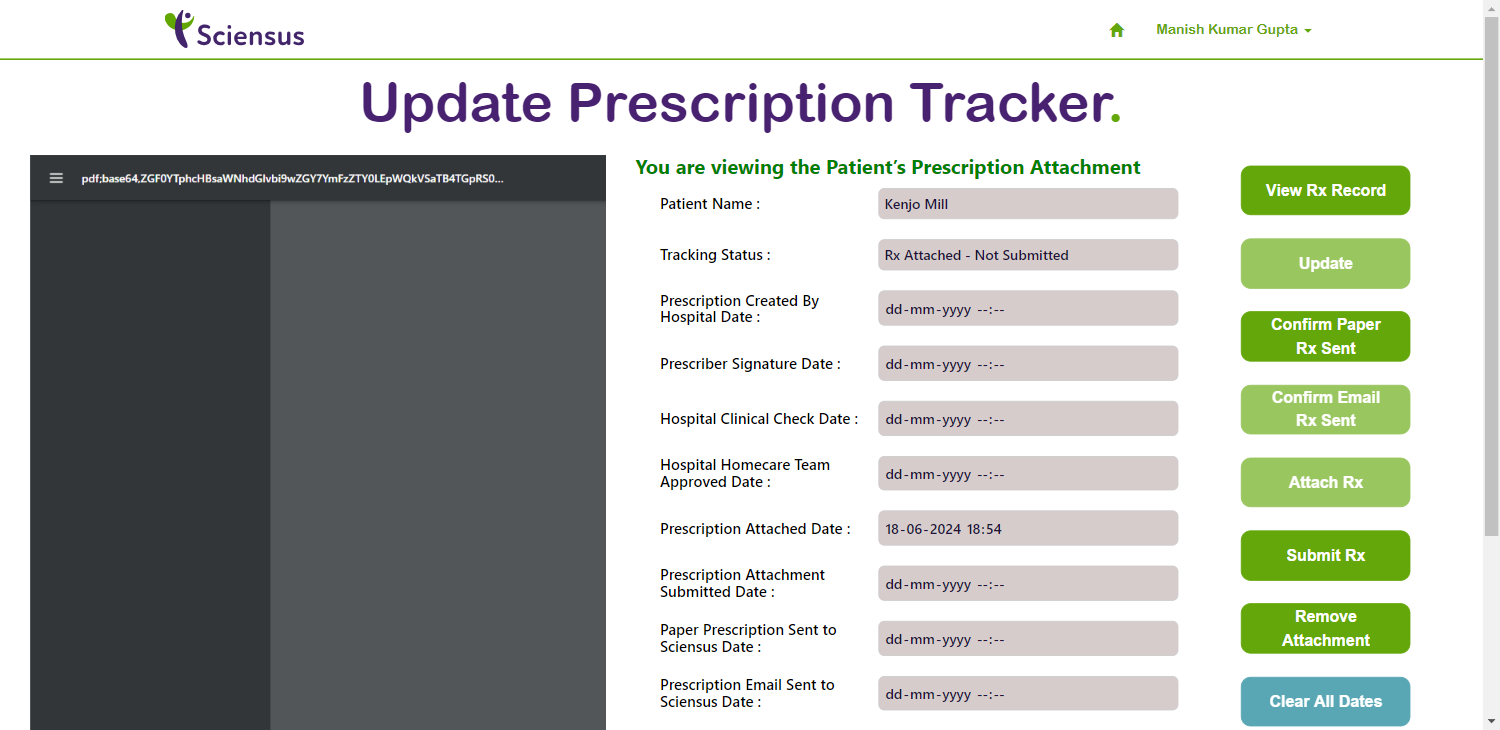 Sciensus
Manish Kumar Gupta
Update Prescription Tracker.
pdf;base64,ZGF0YTphcHBsaWNhdGlvbi9wZGY7YmFzZTY0LEpWQkVSaTB4TGpRS0...
You are viewing the Patient's Prescription Attachment
Patient Name :
Kenjo Mill
Tracking Status :
Rx Attached - Not Submitted
Prescription Created By
Hospital Date :
dd-mm-yyyy --:--
Prescriber Signature Date :
dd-mm-yyyy --:--
Hospital Clinical Check Date :
dd-mm-yyyy --:--
Hospital Homecare Team
Approved Date :
dd-mm-yyyy --:--
Prescription Attached Date :
18-06-2024 18:54
Prescription Attachment
Submitted Date :
dd-mm-yyyy --:--
Paper Prescription Sent to
Sciensus Date :
dd-mm-yyyy --:--
Prescription Email Sent to
Sciensus Date :
dd-mm-yyyy --:--
View Rx Record
Update
Confirm Paper
Rx Sent
Confirm Email
Rx Sent
Attach Rx
Submit Rx
Remove
Attachment
Clear All Dates